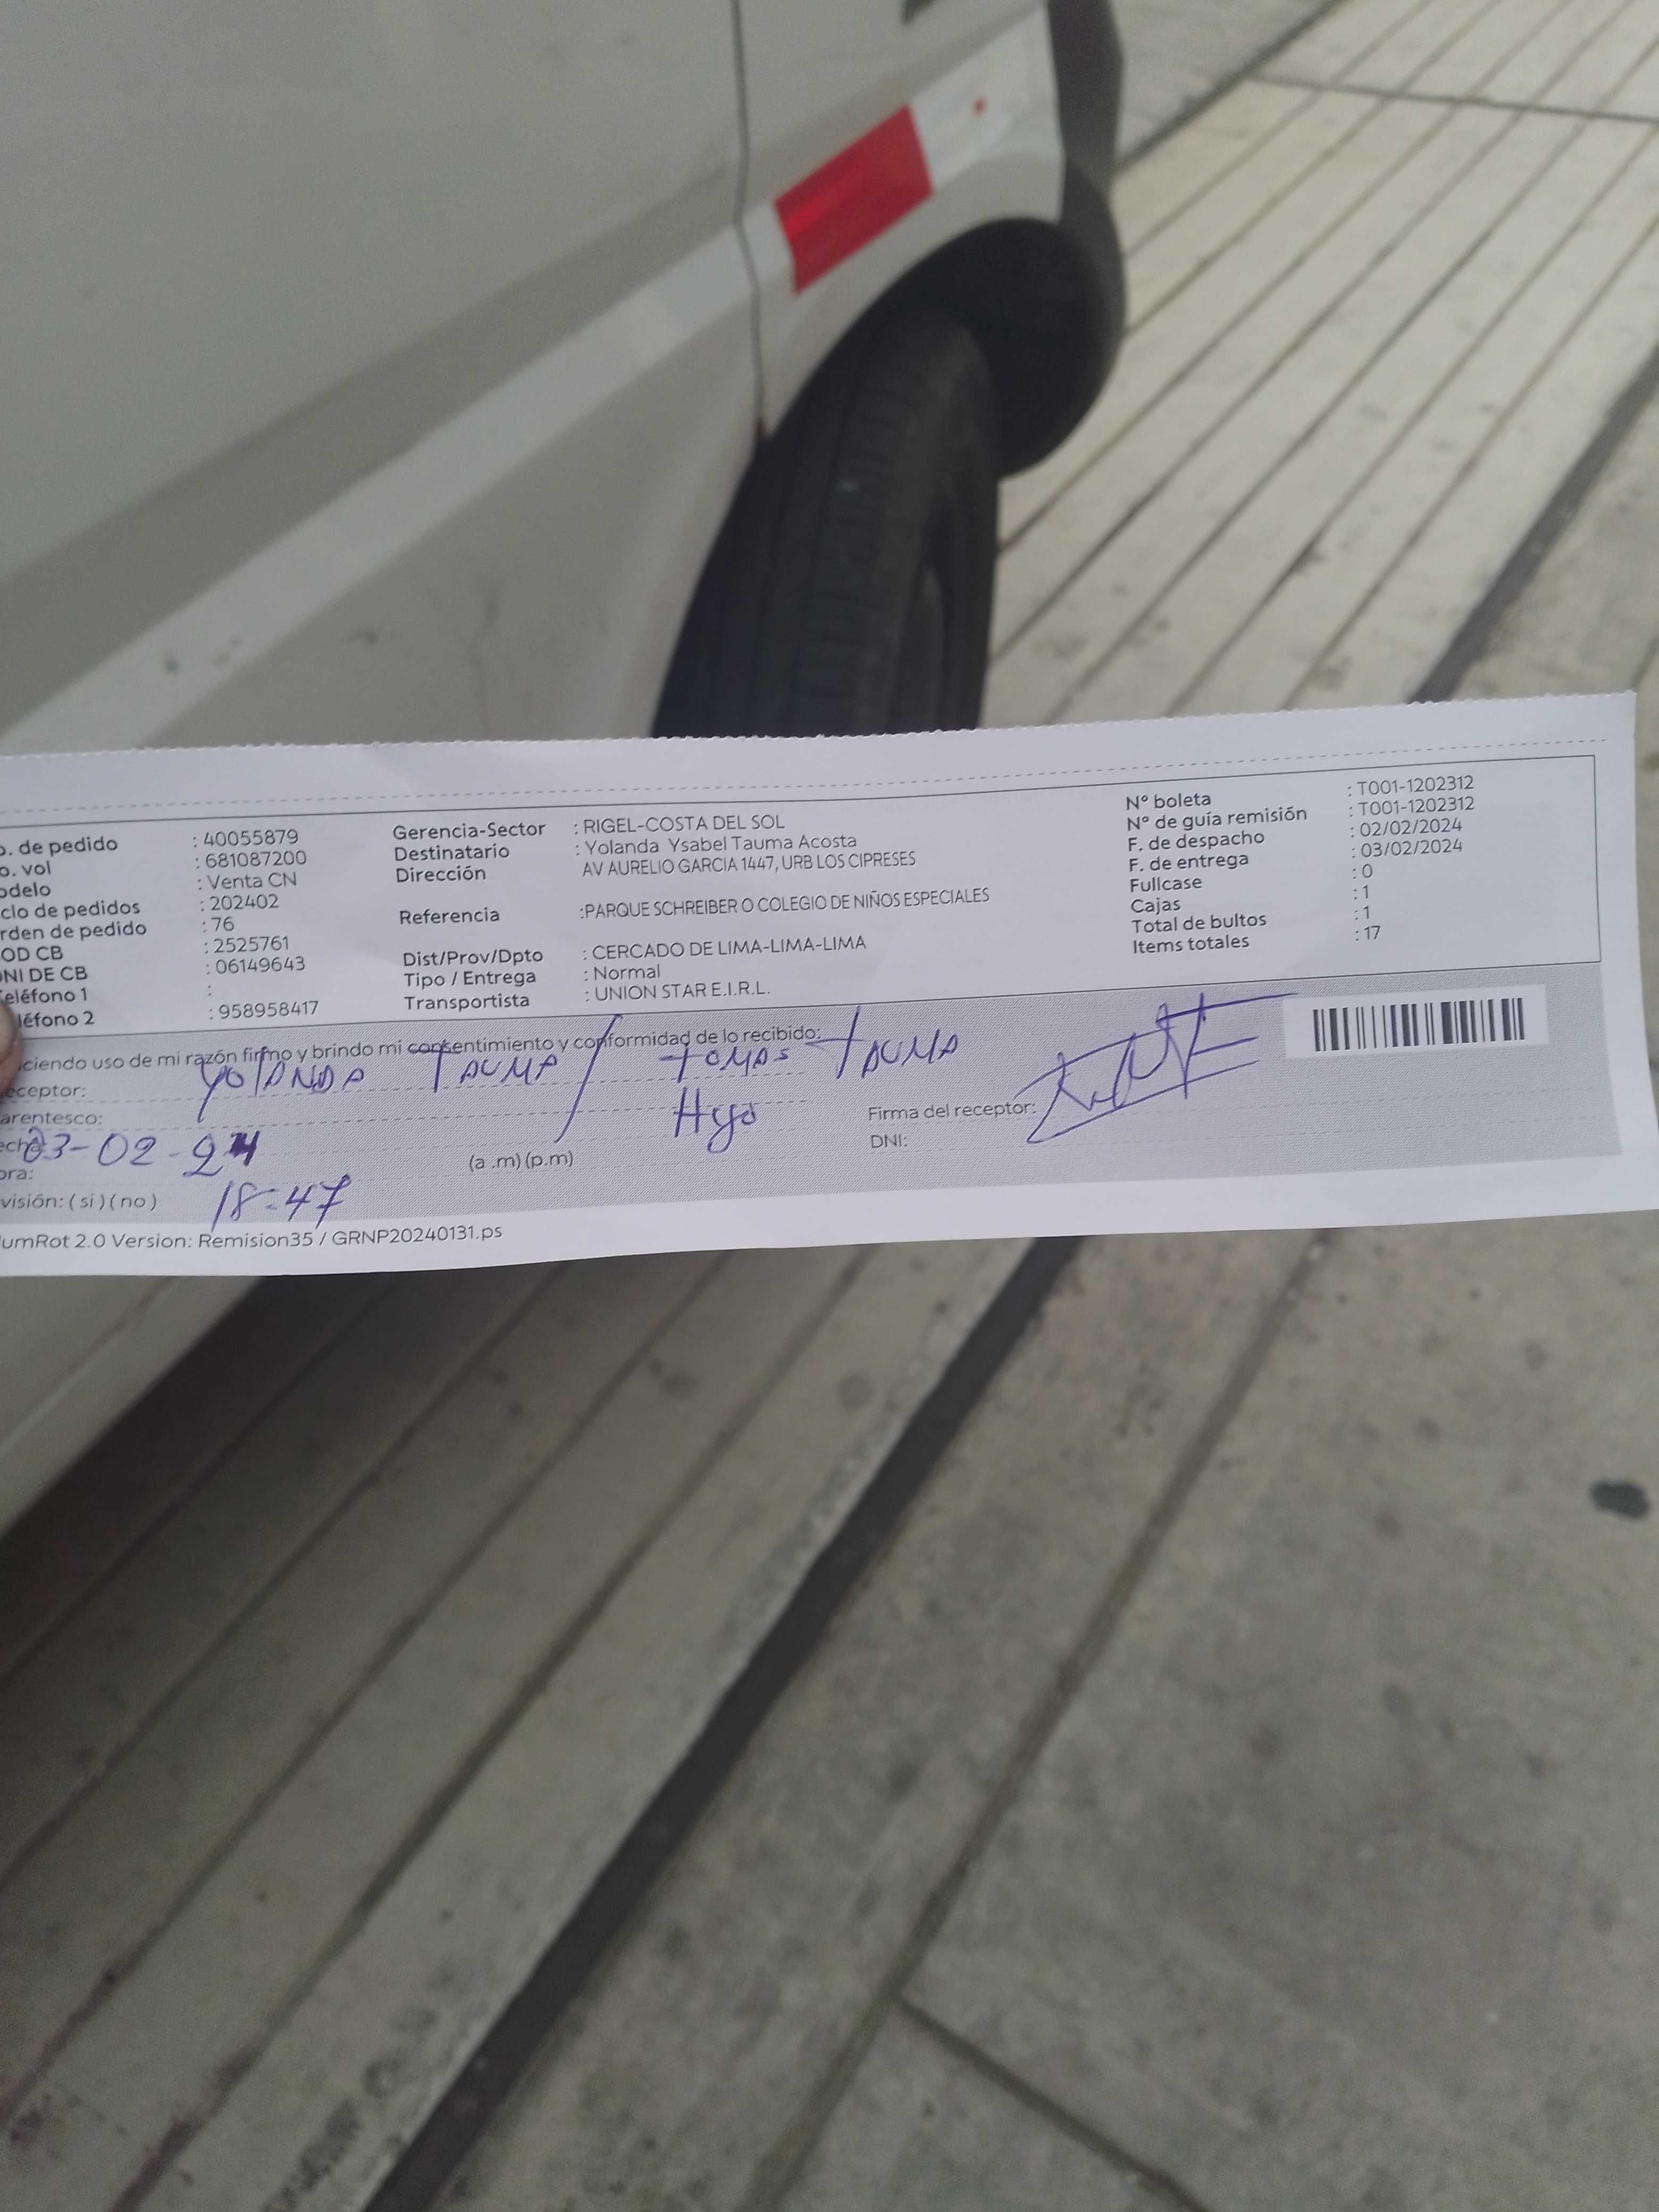 o. de pedido : 40055879
o. vol : 681087200
odelo : Venta CN
clo de pedidos : 202402
rden de pedido : 76
OD CB : 2525761
NI DE CB : 06149643
eléfono 1 :
léfono 2 : 958958417
Gerencia-Sector : RIGEL-COSTA DEL SOL
Destinatario : Yolanda Ysabel Tauma Acosta
Dirección AV AURELIO GARCIA 1447, URB LOS CIPRESES
Referencia :PARQUE SCHREIBER O COLEGIO DE NIÑOS ESPECIALES
Dist/Prov/Dpto : CERCADO DE LIMA-LIMA-LIMA
Tipo / Entrega : Normal
Transportista : UNION STAR E.I.R.L.
N° boleta : T001-1202312
N° de guía remisión : T001-1202312
F. de despacho : 02/02/2024
F. de entrega : 03/02/2024
Fullcase : 0
Cajas : 1
Total de bultos : 1
Items totales : 17
ciendo uso de mi razón firmo y brindo mi consentimiento y conformidad de lo recibido:
eceptor: YOLANDA TAUMA / TOMAS TAUMA
arentesco: Hijo
Firma del receptor:
echa 03-02-24
DNI:
ora: (a .m) (p.m)
visión: ( si ) ( no ) 18:47
umRot 2.0 Version: Remision35 / GRNP20240131.ps